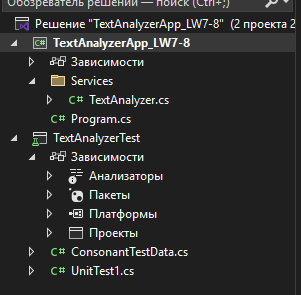 Обозреватель решений — поиск (Ctrl+;)
Решение "TextAnalyzerApp_LW7-8" (2 проекта 2
TextAnalyzerApp_LW7-8
Зависимости
Services
C# TextAnalyzer.cs
C# Program.cs
TextAnalyzerTest
Зависимости
Анализаторы
Пакеты
Платформы
Проекты
C# ConsonantTestData.cs
C# UnitTest1.cs